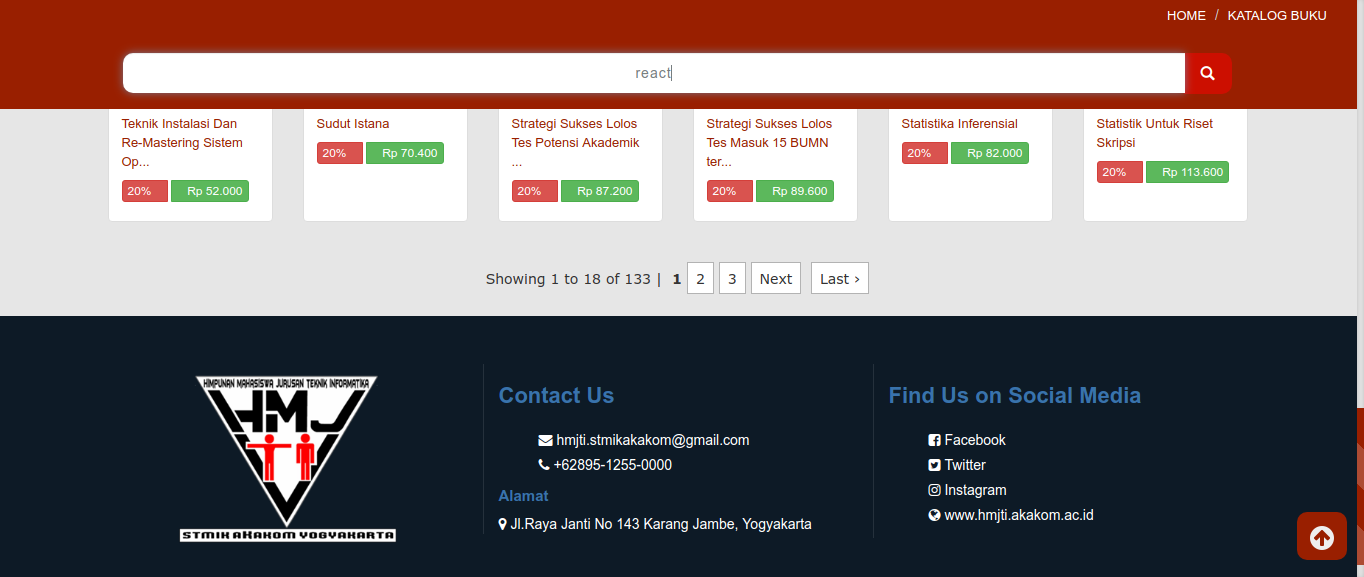 HOME / KATALOG BUKU
react
Teknik Instalasi Dan
Re-Mastering Sistem
Op...
20% Rp 52.000
Sudut Istana
20% Rp 70.400
Strategi Sukses Lolos
Tes Potensi Akademik
...
20% Rp 87.200
Strategi Sukses Lolos
Tes Masuk 15 BUMN
ter...
20% Rp 89.600
Statistika Inferensial
20% Rp 82.000
Statistik Untuk Riset
Skripsi
20% Rp 113.600
Showing 1 to 18 of 133 | 1 2 3 Next Last ›
HIMPUNAN MAHASISWA JURUSAN TEKNIK INFORMATIKA
HMJ
TI
STMIK AKAKOM YOGYAKARTA
Contact Us
hmjti.stmikakakom@gmail.com
+62895-1255-0000
Alamat
Jl.Raya Janti No 143 Karang Jambe, Yogyakarta
Find Us on Social Media
Facebook
Twitter
Instagram
www.hmjti.akakom.ac.id